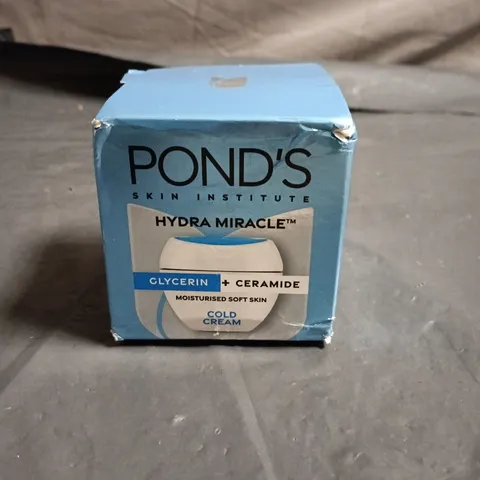 POND'S
SKIN INSTITUTE
HYDRA MIRACLE™
GLYCERIN + CERAMIDE
MOISTURISED SOFT SKIN
COLD
CREAM